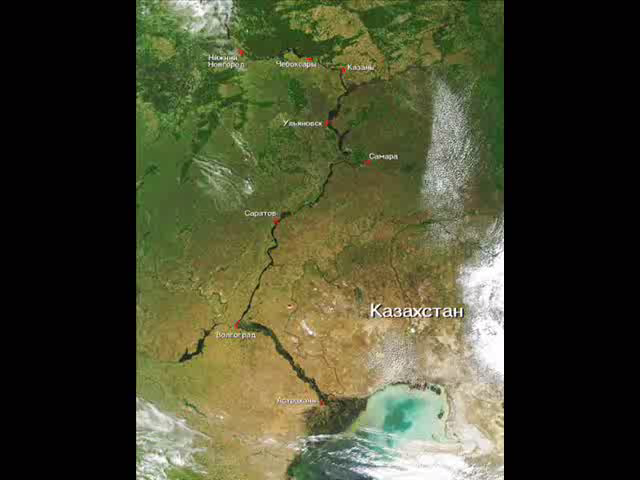 Нижний
Новгород
Чебоксары
Казань
Ульяновск
Самара
Саратов
Казахстан
Волгоград
Астрахань